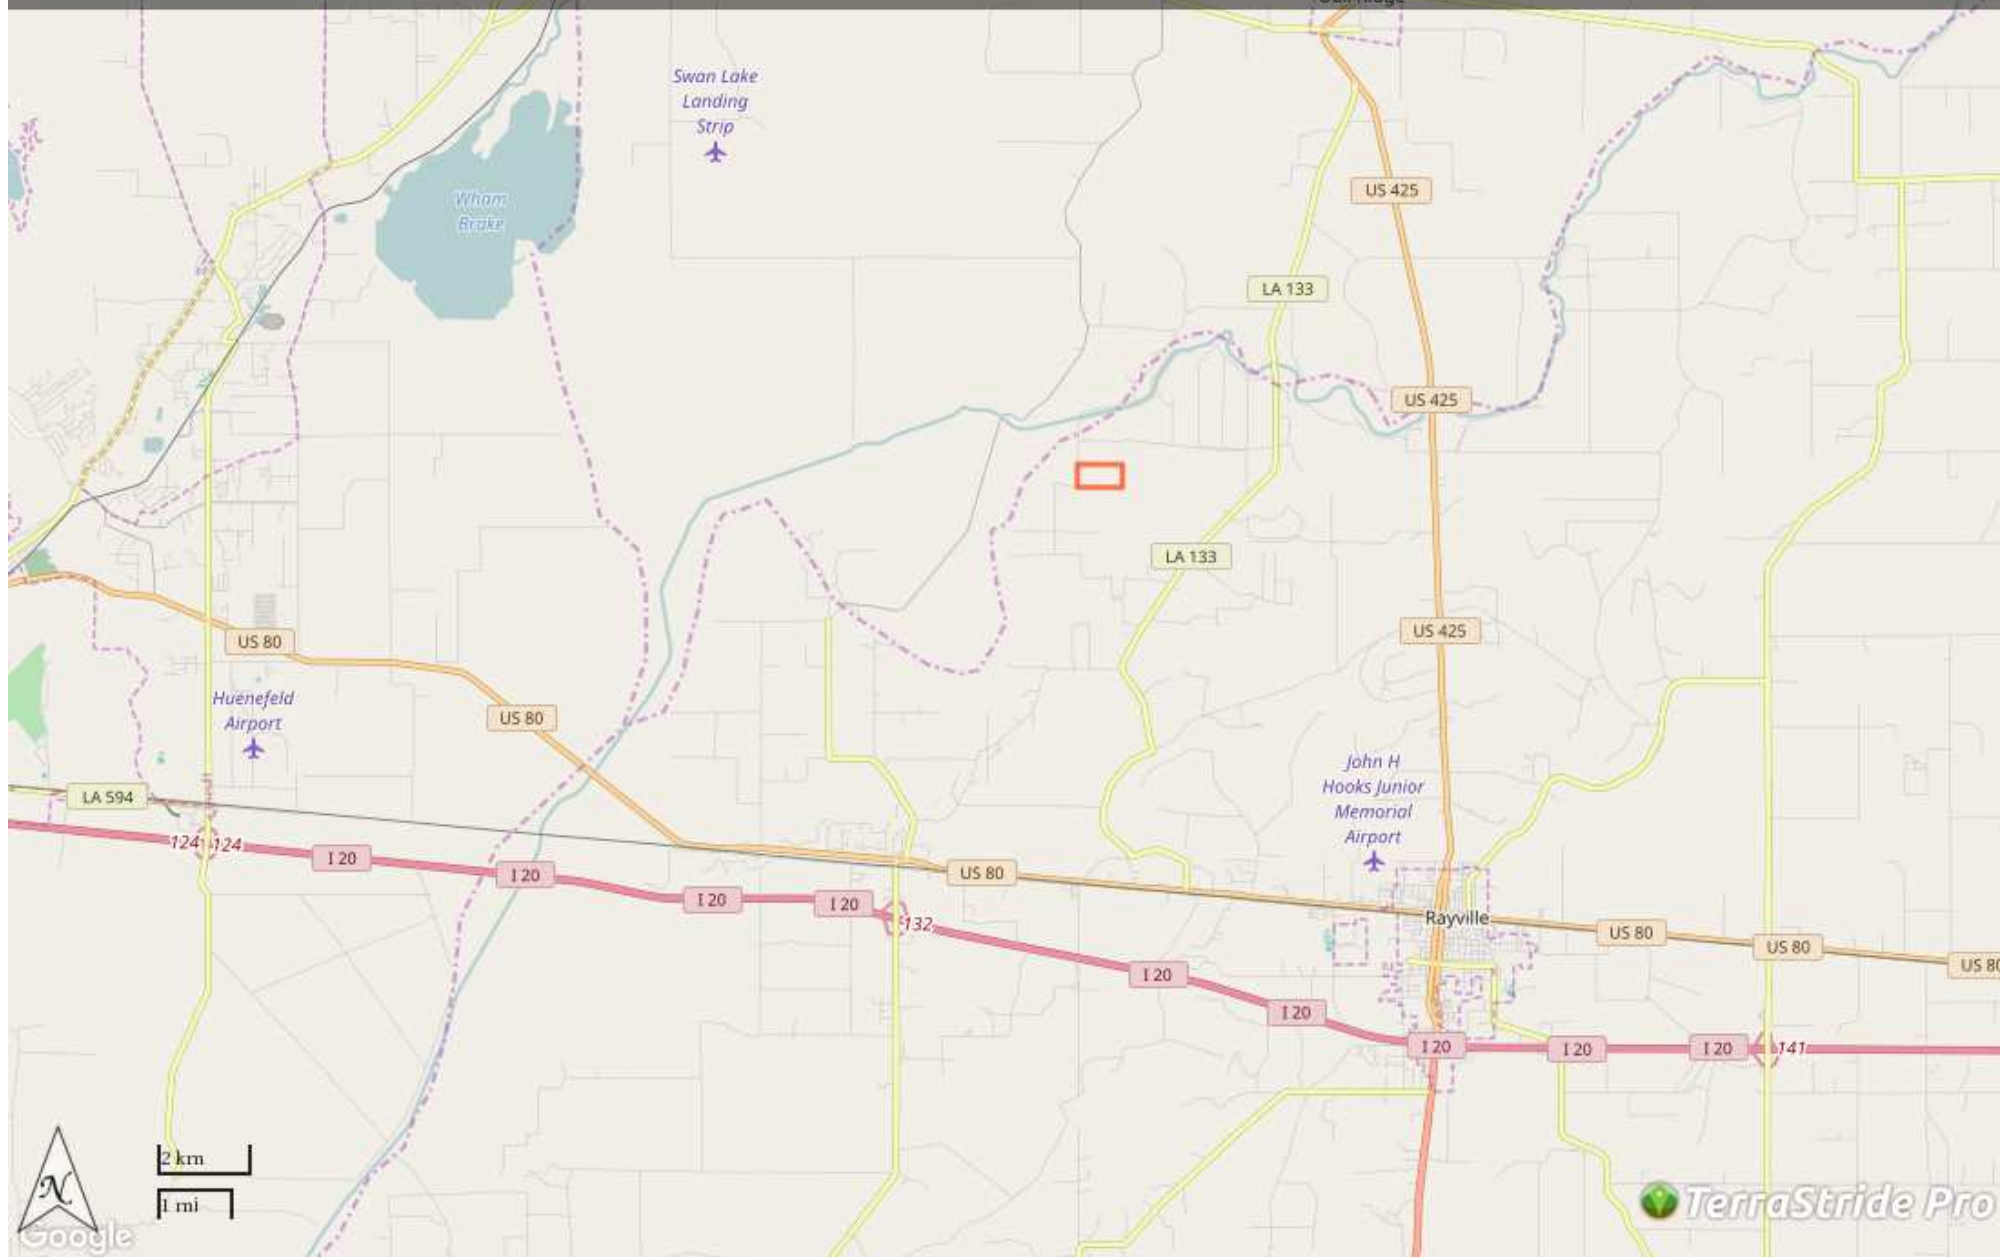 Swan Lake
Landing
Strip
Wham
Brake
US 425
LA 133
US 425
LA 133
US 425
US 80
Huenefeld
Airport
US 80
John H
Hooks Junior
Memorial
Airport
LA 594
124
124
I 20
I 20
I 20
I 20
132
US 80
Rayville
US 80
US 80
US 80
I 20
I 20
I 20
I 20
I 20
141
2 km
1 mi
N
Google
TerraStride Pro